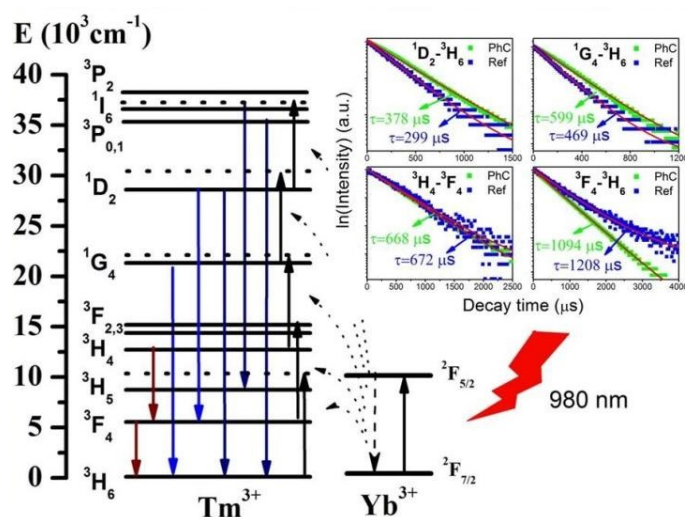 E (10³cm⁻¹)
40
35
30
25
20
15
10
5
0
³P₂
¹I₆
³P₀,₁
¹D₂
¹G₄
³F₂,₃
³H₄
³H₅
³F₄
³H₆
Tm³⁺
²F₅/₂
²F₇/₂
Yb³⁺
980 nm
ln(Intensity) (a.u.)
¹D₂-³H₆
PhC
Ref
τ=378 μs
τ=299 μs
0 500 1000 1500
¹G₄-³H₆
PhC
Ref
τ=599 μs
τ=469 μs
0 400 800 1200
³H₄-³F₄
PhC
Ref
τ=668 μs
τ=672 μs
0 500 1000 1500 2000 2500
³F₄-³H₆
PhC
Ref
τ=1094 μs
τ=1208 μs
0 1000 2000 3000 4000
Decay time (μs)